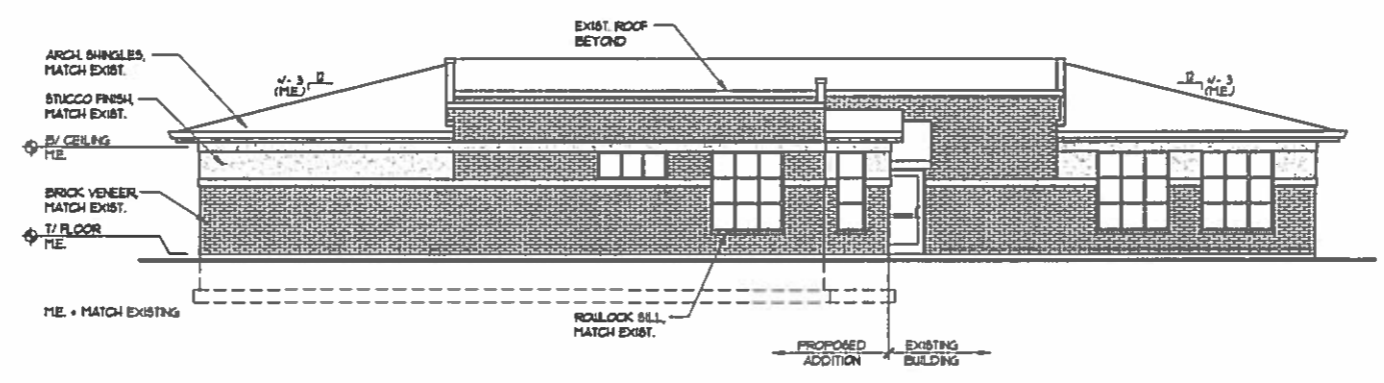 EXIST. ROOF
BEYOND
ARCH. SHINGLES,
MATCH EXIST.
+/- 3
12
(M.E.)
12
+/- 3
(M.E.)
STUCCO FINISH,
MATCH EXIST.
B/ CEILING
M.E.
BRICK VENEER,
MATCH EXIST.
T/ FLOOR
M.E.
M.E. = MATCH EXISTING
ROLLOCK SILL,
MATCH EXIST.
PROPOSED
ADDITION
EXISTING
BUILDING